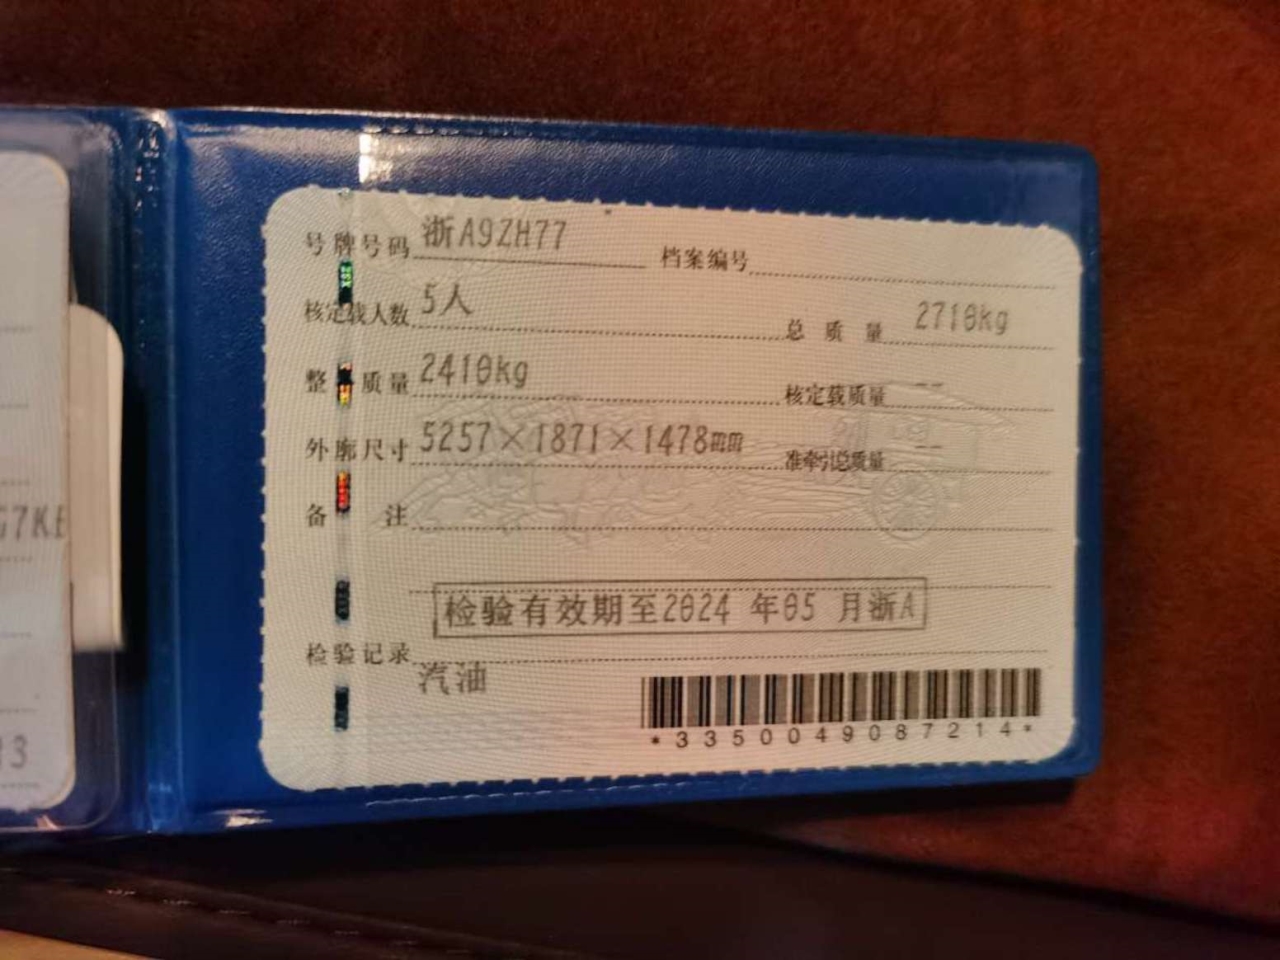 号牌号码 浙A9ZH77 档案编号
核定载人数 5人 总质量 2710kg
整备质量 2410kg 核定载质量 --
外廓尺寸 5257×1871×1478mm 准牵引总质量 --
备注
检验有效期至2024 年05 月浙A
检验记录
汽油
*3350049087214*
G7KE
13